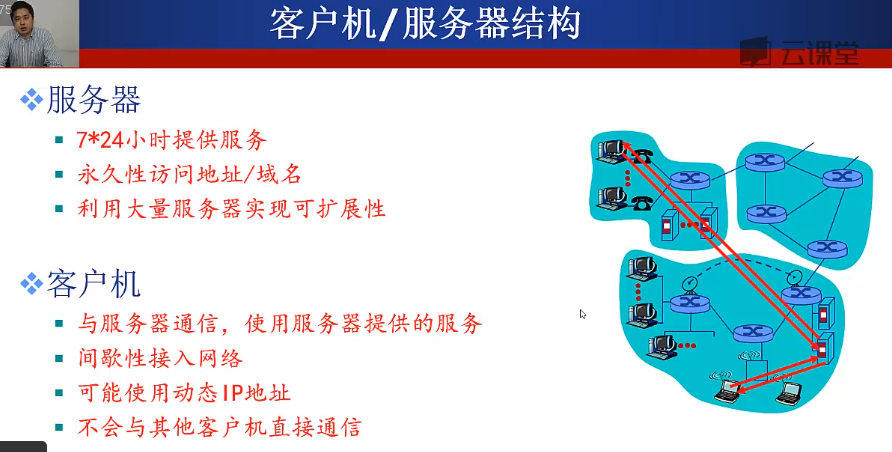 客户机/服务器结构
云课堂
服务器
7*24小时提供服务
永久性访问地址/域名
利用大量服务器实现可扩展性
客户机
与服务器通信，使用服务器提供的服务
间歇性接入网络
可能使用动态IP地址
不会与其他客户机直接通信